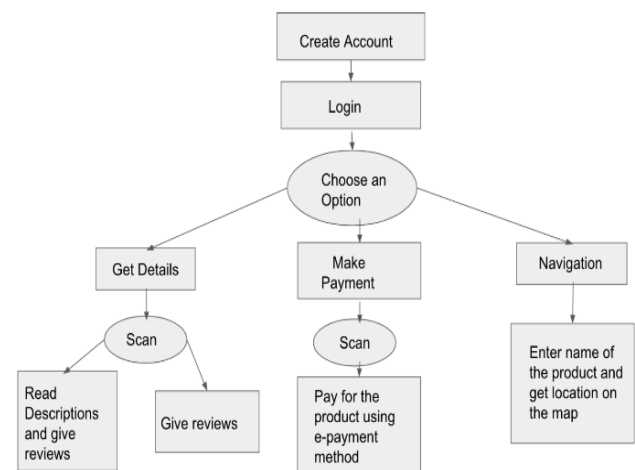 Create Account
Login
Choose an
Option
Get Details
Make
Payment
Navigation
Scan
Scan
Read
Descriptions
and give
reviews
Give reviews
Pay for the
product using
e-payment
method
Enter name of
the product and
get location on
the map